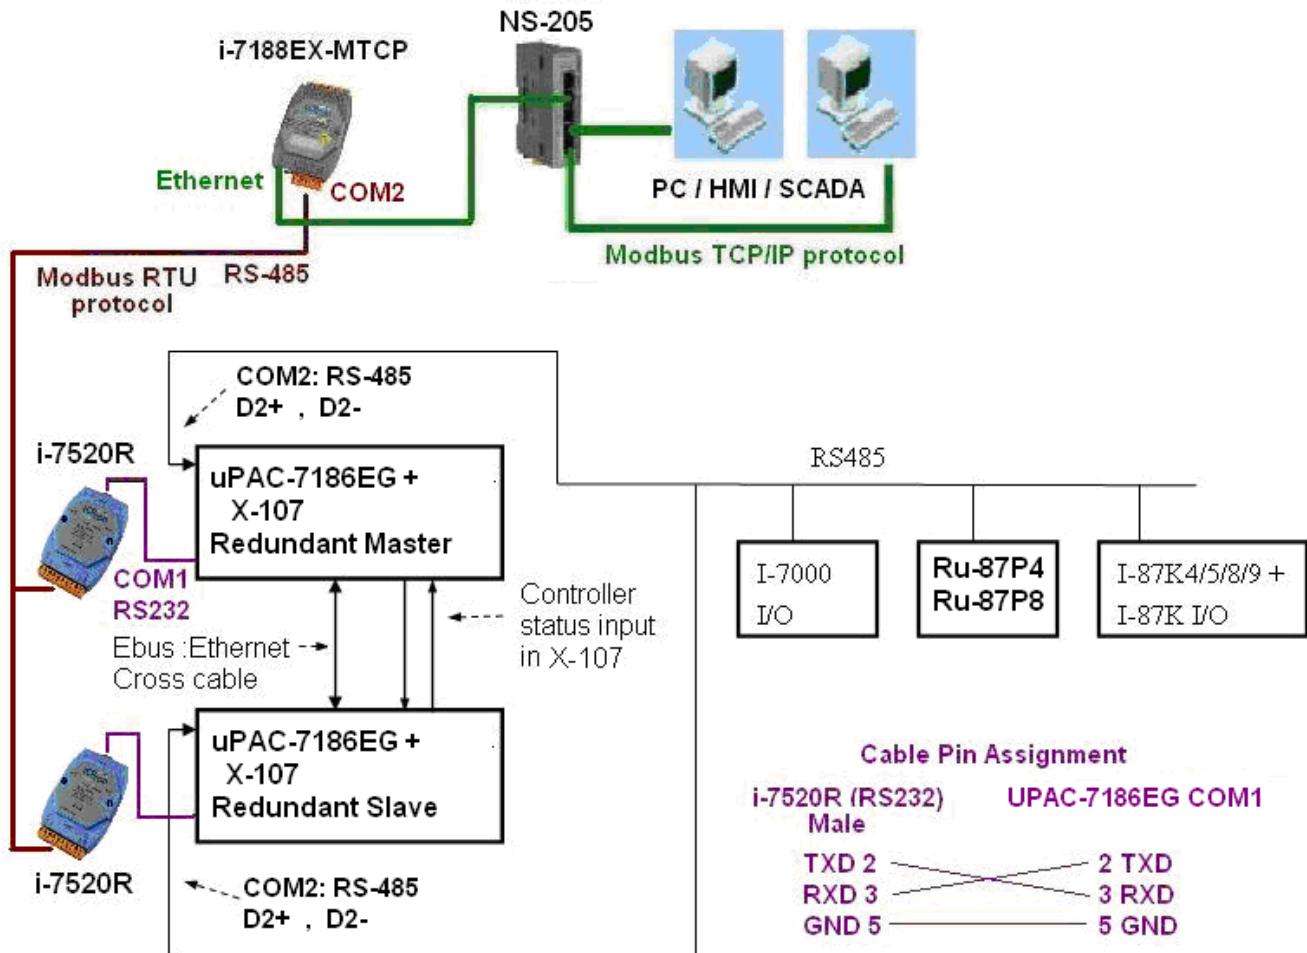 NS-205
i-7188EX-MTCP
Ethernet
COM2
PC / HMI / SCADA
Modbus TCP/IP protocol
Modbus RTU
protocol
RS-485
COM2: RS-485
D2+ , D2-
i-7520R
uPAC-7186EG +
X-107
Redundant Master
RS485
COM1
RS232
Controller
status input
in X-107
Ebus :Ethernet
Cross cable
I-7000
I/O
Ru-87P4
Ru-87P8
I-87K4/5/8/9 +
I-87K I/O
uPAC-7186EG +
X-107
Redundant Slave
i-7520R
COM2: RS-485
D2+ , D2-
Cable Pin Assignment
i-7520R (RS232)
Male
UPAC-7186EG COM1
TXD 2
2 TXD
RXD 3
3 RXD
GND 5
5 GND